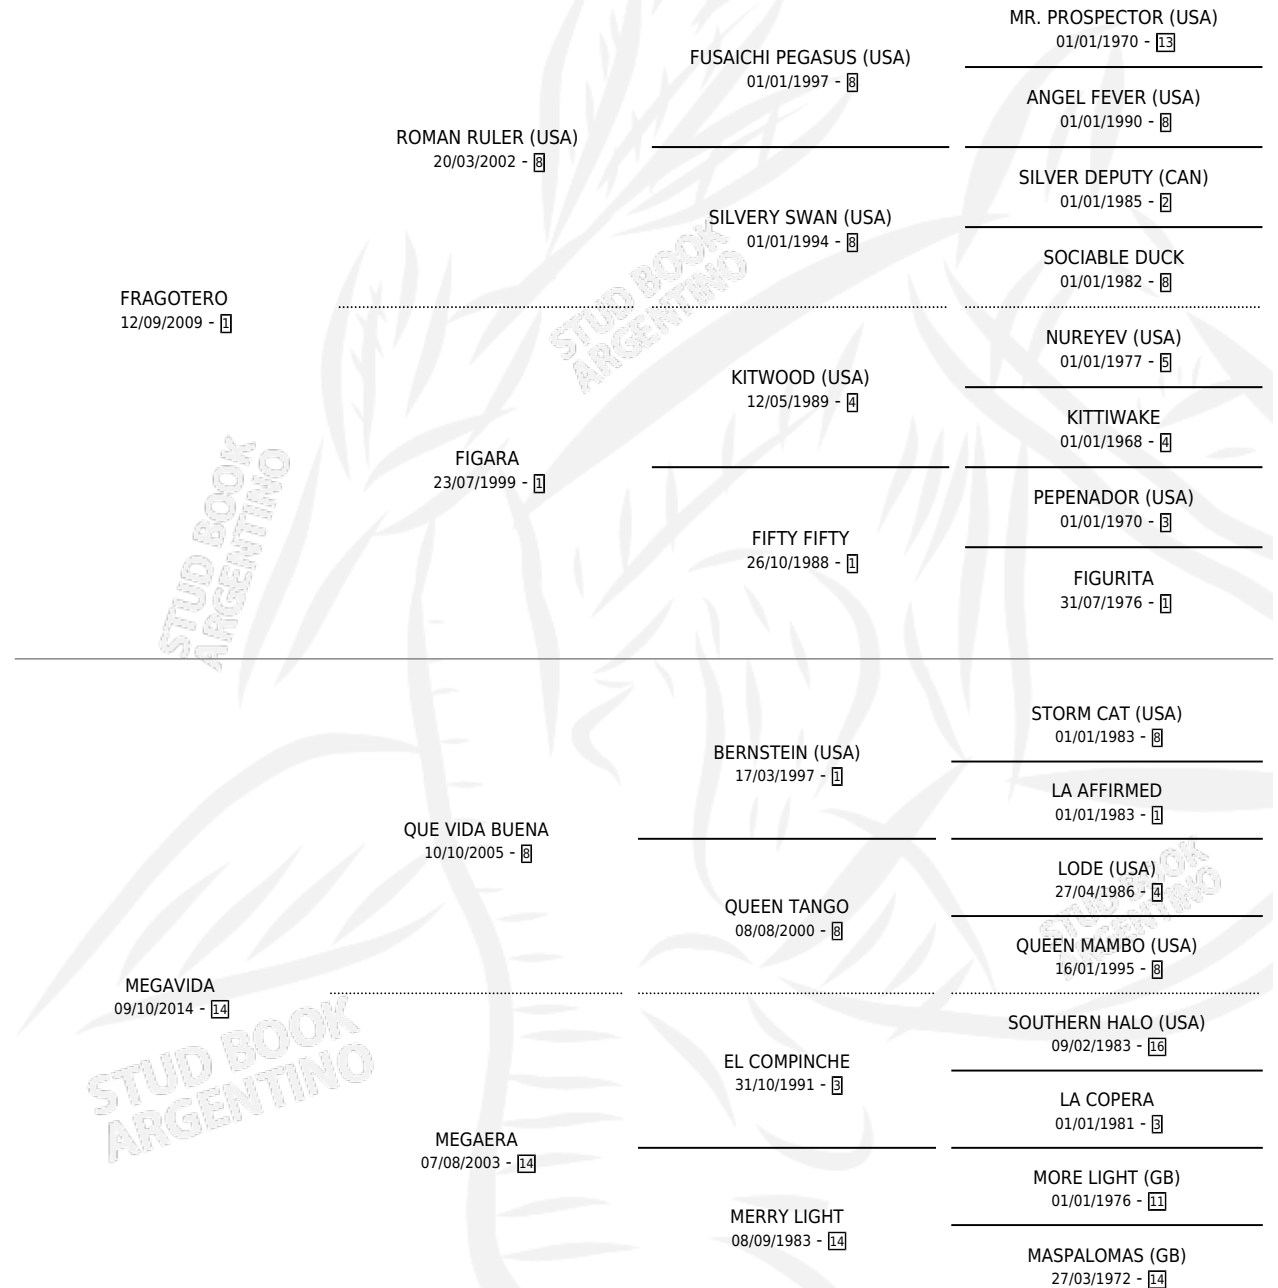 MR. PROSPECTOR (USA)
01/01/1970 - 13
FUSAICHI PEGASUS (USA)
01/01/1997 - 8
ANGEL FEVER (USA)
01/01/1990 - 8
ROMAN RULER (USA)
20/03/2002 - 8
SILVER DEPUTY (CAN)
01/01/1985 - 2
SILVERY SWAN (USA)
01/01/1994 - 8
SOCIABLE DUCK
01/01/1982 - 8
FRAGOTERO
12/09/2009 - 1
NUREYEV (USA)
01/01/1977 - 5
KITWOOD (USA)
12/05/1989 - 4
KITTIWAKE
01/01/1968 - 4
FIGARA
23/07/1999 - 1
PEPENADOR (USA)
01/01/1970 - 3
FIFTY FIFTY
26/10/1988 - 1
FIGURITA
31/07/1976 - 1
STORM CAT (USA)
01/01/1983 - 8
BERNSTEIN (USA)
17/03/1997 - 1
LA AFFIRMED
01/01/1983 - 1
QUE VIDA BUENA
10/10/2005 - 8
LODE (USA)
27/04/1986 - 4
QUEEN TANGO
08/08/2000 - 8
QUEEN MAMBO (USA)
16/01/1995 - 8
MEGAVIDA
09/10/2014 - 14
SOUTHERN HALO (USA)
09/02/1983 - 16
EL COMPINCHE
31/10/1991 - 3
LA COPERA
01/01/1981 - 3
MEGAERA
07/08/2003 - 14
MORE LIGHT (GB)
01/01/1976 - 11
MERRY LIGHT
08/09/1983 - 14
MASPALOMAS (GB)
27/03/1972 - 14
STUD BOOK
ARGENTINO
STUD BOOK
ARGENTINO
STUD BOOK
ARGENTINO
STUD BOOK
ARGENTINO